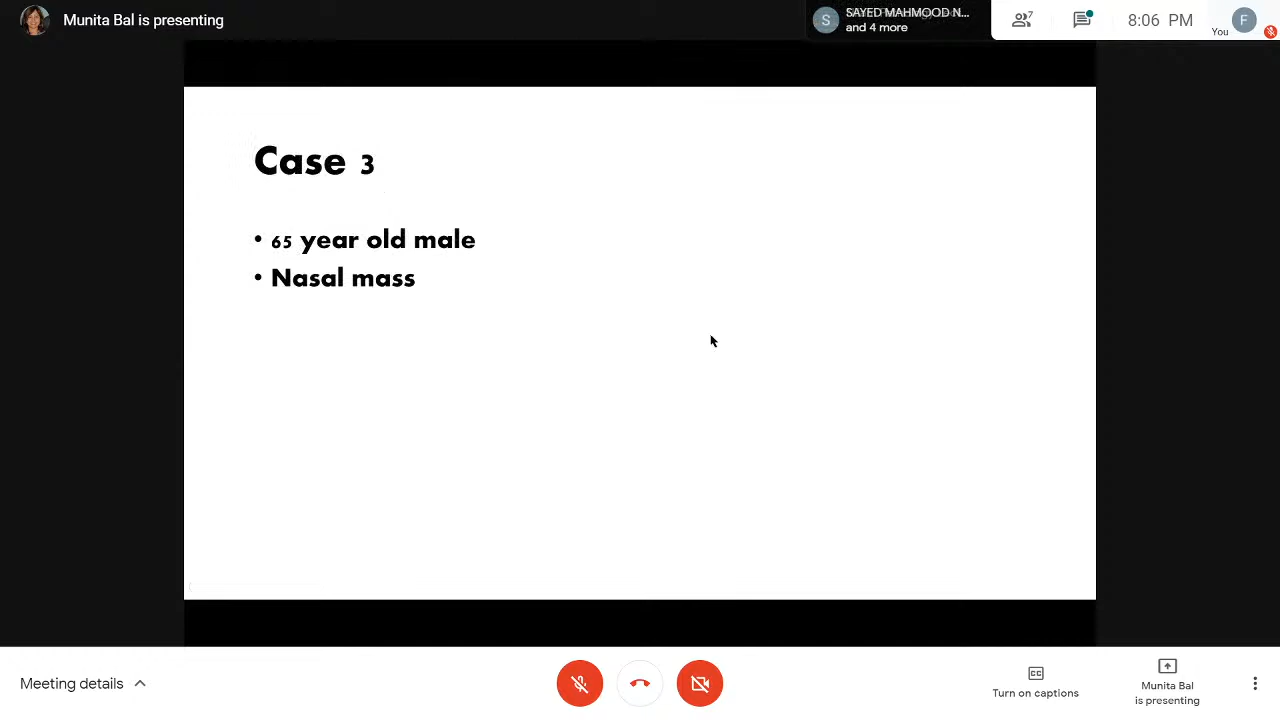 Munita Bal is presenting
S
SAYED MAHMOOD N...
and 4 more
7
8:06 PM
You
F
Case 3
• 65 year old male
• Nasal mass
Meeting details
CC
Turn on captions
Munita Bal
is presenting